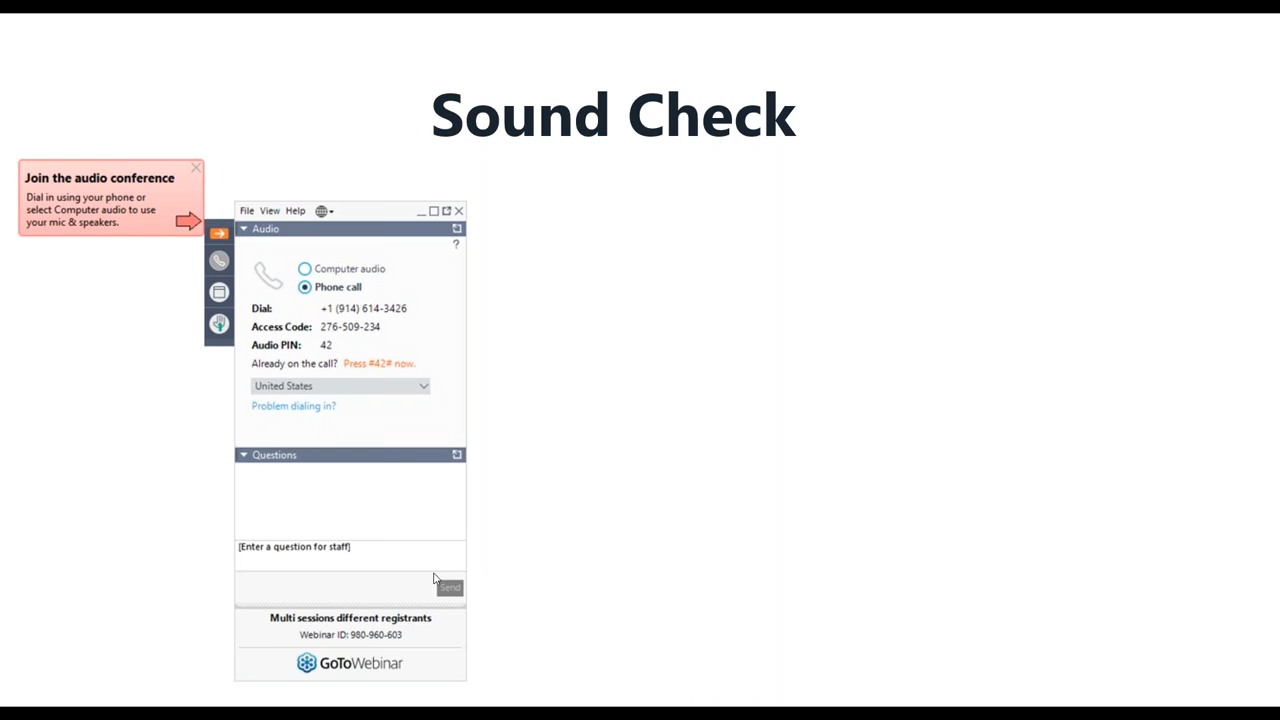 Sound Check
Join the audio conference
Dial in using your phone or
select Computer audio to use
your mic & speakers.
File View Help
Audio
?
Computer audio
Phone call
Dial: +1 (914) 614-3426
Access Code: 276-509-234
Audio PIN: 42
Already on the call? Press #42# now.
United States
Problem dialing in?
Questions
[Enter a question for staff]
Send
Multi sessions different registrants
Webinar ID: 980-960-603
GoToWebinar